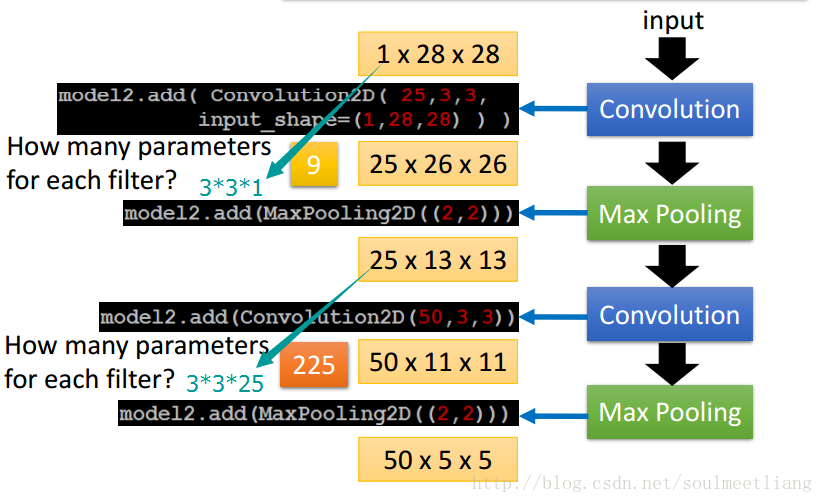 input
1 x 28 x 28
model2.add( Convolution2D( 25,3,3,
input_shape=(1,28,28) ) )
Convolution
How many parameters
for each filter?
3*3*1
9
25 x 26 x 26
model2.add(MaxPooling2D((2,2)))
Max Pooling
25 x 13 x 13
model2.add(Convolution2D(50,3,3))
Convolution
How many parameters
for each filter?
3*3*25
225
50 x 11 x 11
model2.add(MaxPooling2D((2,2)))
Max Pooling
50 x 5 x 5
http://blog.csdn.net/soulmeetliang